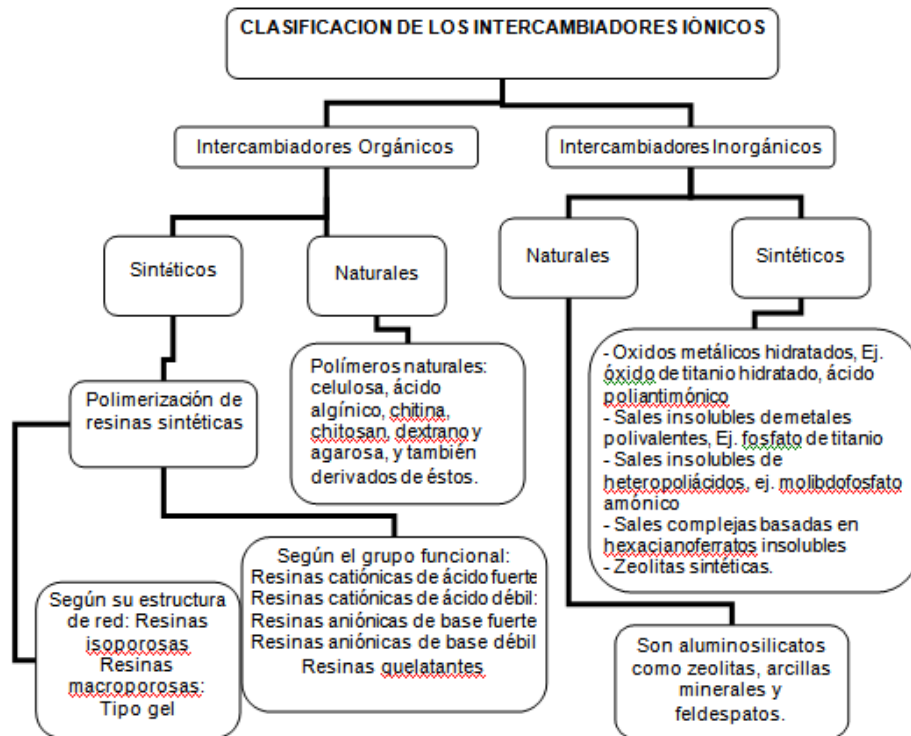 CLASIFICACION DE LOS INTERCAMBIADORES IÓNICOS
Intercambiadores Orgánicos
Intercambiadores Inorgánicos
Sintéticos
Naturales
Naturales
Sintéticos
Polimerización de
resinas sintéticas
Polímeros naturales:
celulosa, ácido
algínico, chitina,
chitosan, dextrano y
agarosa, y también
derivados de éstos.
- Oxidos metálicos hidratados, Ej.
óxido de titanio hidratado, ácido
poliantimónico
- Sales insolubles de metales
polivalentes, Ej. fosfato de titanio
- Sales insolubles de
heteropoliácidos, ej. molibdofosfato
amónico
- Sales complejas basadas en
hexacianoferratos insolubles
- Zeolitas sintéticas.
Según su estructura
de red: Resinas
isoporosas
Resinas
macroporosas:
Tipo gel
Según el grupo funcional:
Resinas catiónicas de ácido fuerte
Resinas catiónicas de ácido débil:
Resinas aniónicas de base fuerte
Resinas aniónicas de base débil
Resinas quelatantes
Son aluminosilicatos
como zeolitas, arcillas
minerales y
feldespatos.